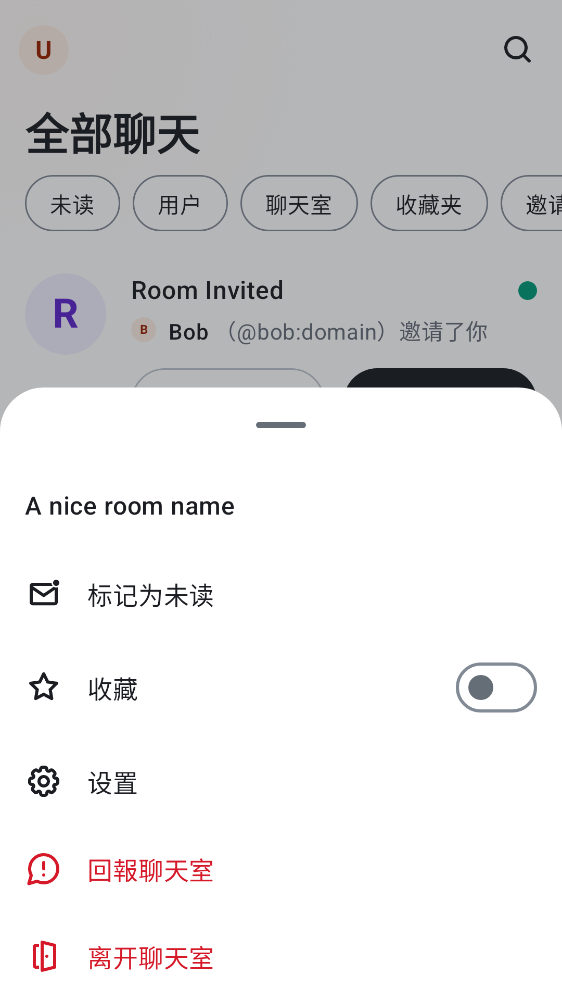 U
全部聊天
未读 用户 聊天室 收藏夹 邀请
R
Room Invited
B Bob （@bob:domain）邀请了你
A nice room name
标记为未读
收藏
设置
回報聊天室
离开聊天室